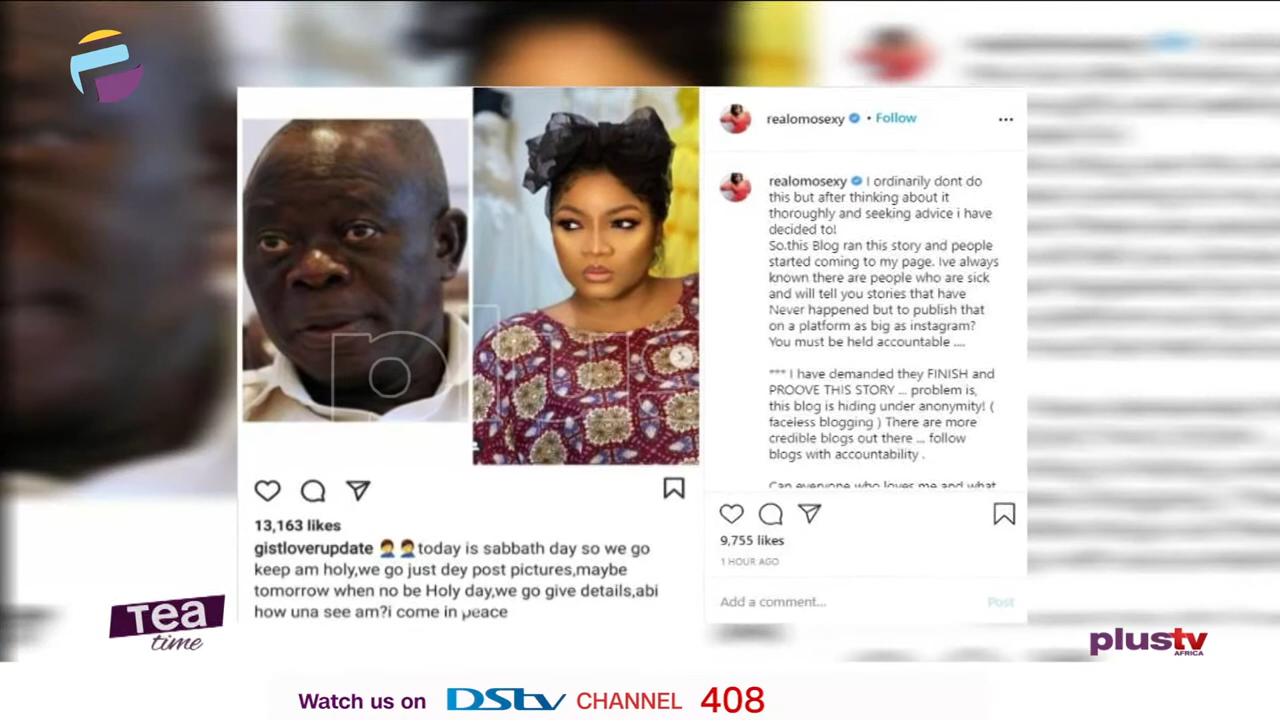 realomosexy • Follow
realomosexy I ordinarily dont do
this but after thinking about it
thoroughly and seeking advice i have
decided to!
So.this Blog ran this story and people
started coming to my page. Ive always
known there are people who are sick
and will tell you stories that have
Never happened but to publish that
on a platform as big as instagram?
You must be held accountable ....
*** I have demanded they FINISH and
PROOVE THIS STORY ... problem is,
this blog is hiding under anonymity! (
faceless blogging ) There are more
credible blogs out there ... follow
blogs with accountability .
Can everyone who loves me and what
9,755 likes
1 HOUR AGO
Add a comment... Post
13,163 likes
gistloverupdate 🤦‍♂️🤦‍♂️today is sabbath day so we go
keep am holy,we go just dey post pictures,maybe
tomorrow when no be Holy day,we go give details,abi
how una see am?i come in peace
Tea
time
plustv
AFRICA
Watch us on DStv CHANNEL 408